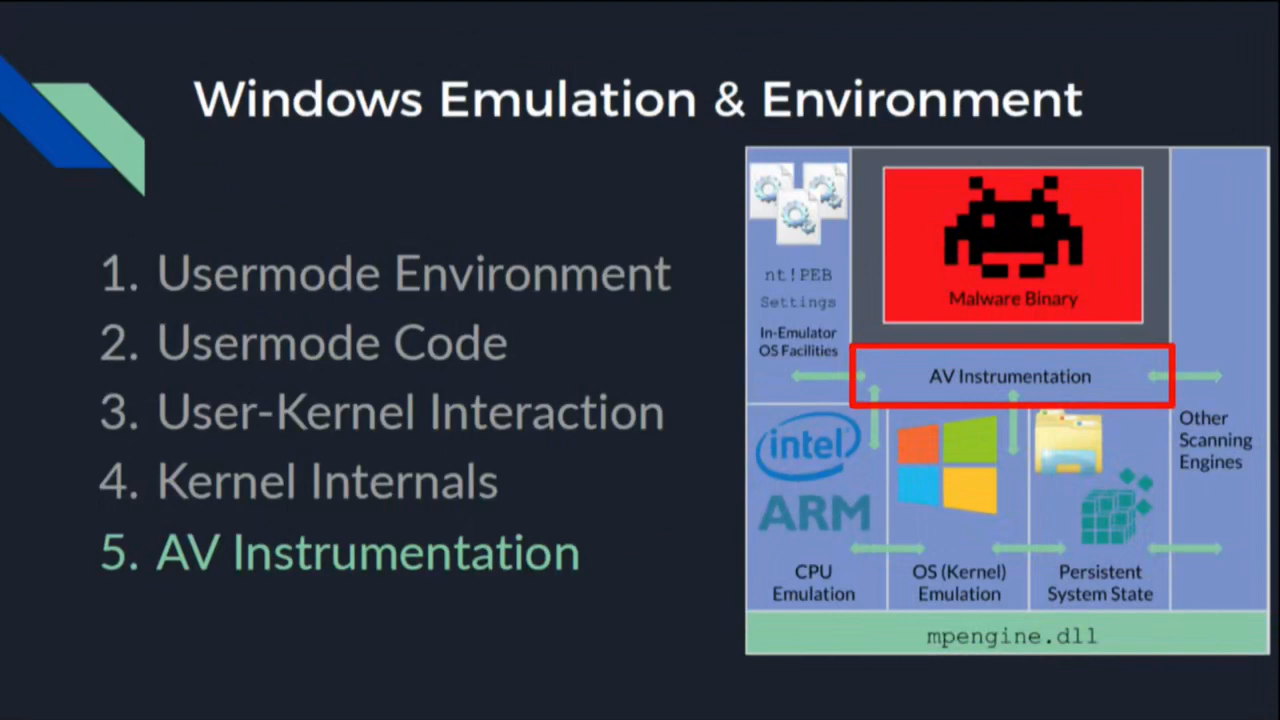 Windows Emulation & Environment
1. Usermode Environment
2. Usermode Code
3. User-Kernel Interaction
4. Kernel Internals
5. AV Instrumentation
nt!PEB
Settings
In-Emulator
OS Facilities
Malware Binary
AV Instrumentation
Other
Scanning
Engines
intel
ARM
CPU
Emulation
OS (Kernel)
Emulation
Persistent
System State
mpengine.dll